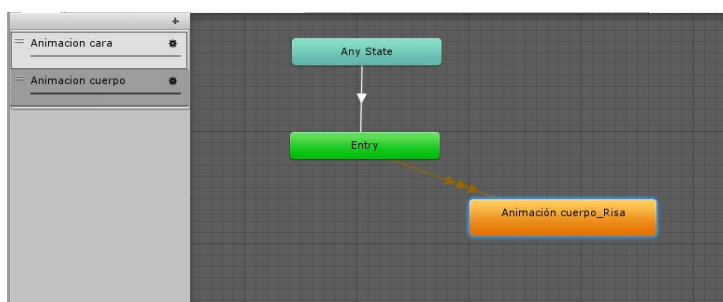 Animacion cara
Animacion cuerpo
Any State
Entry
Animación cuerpo_Risa